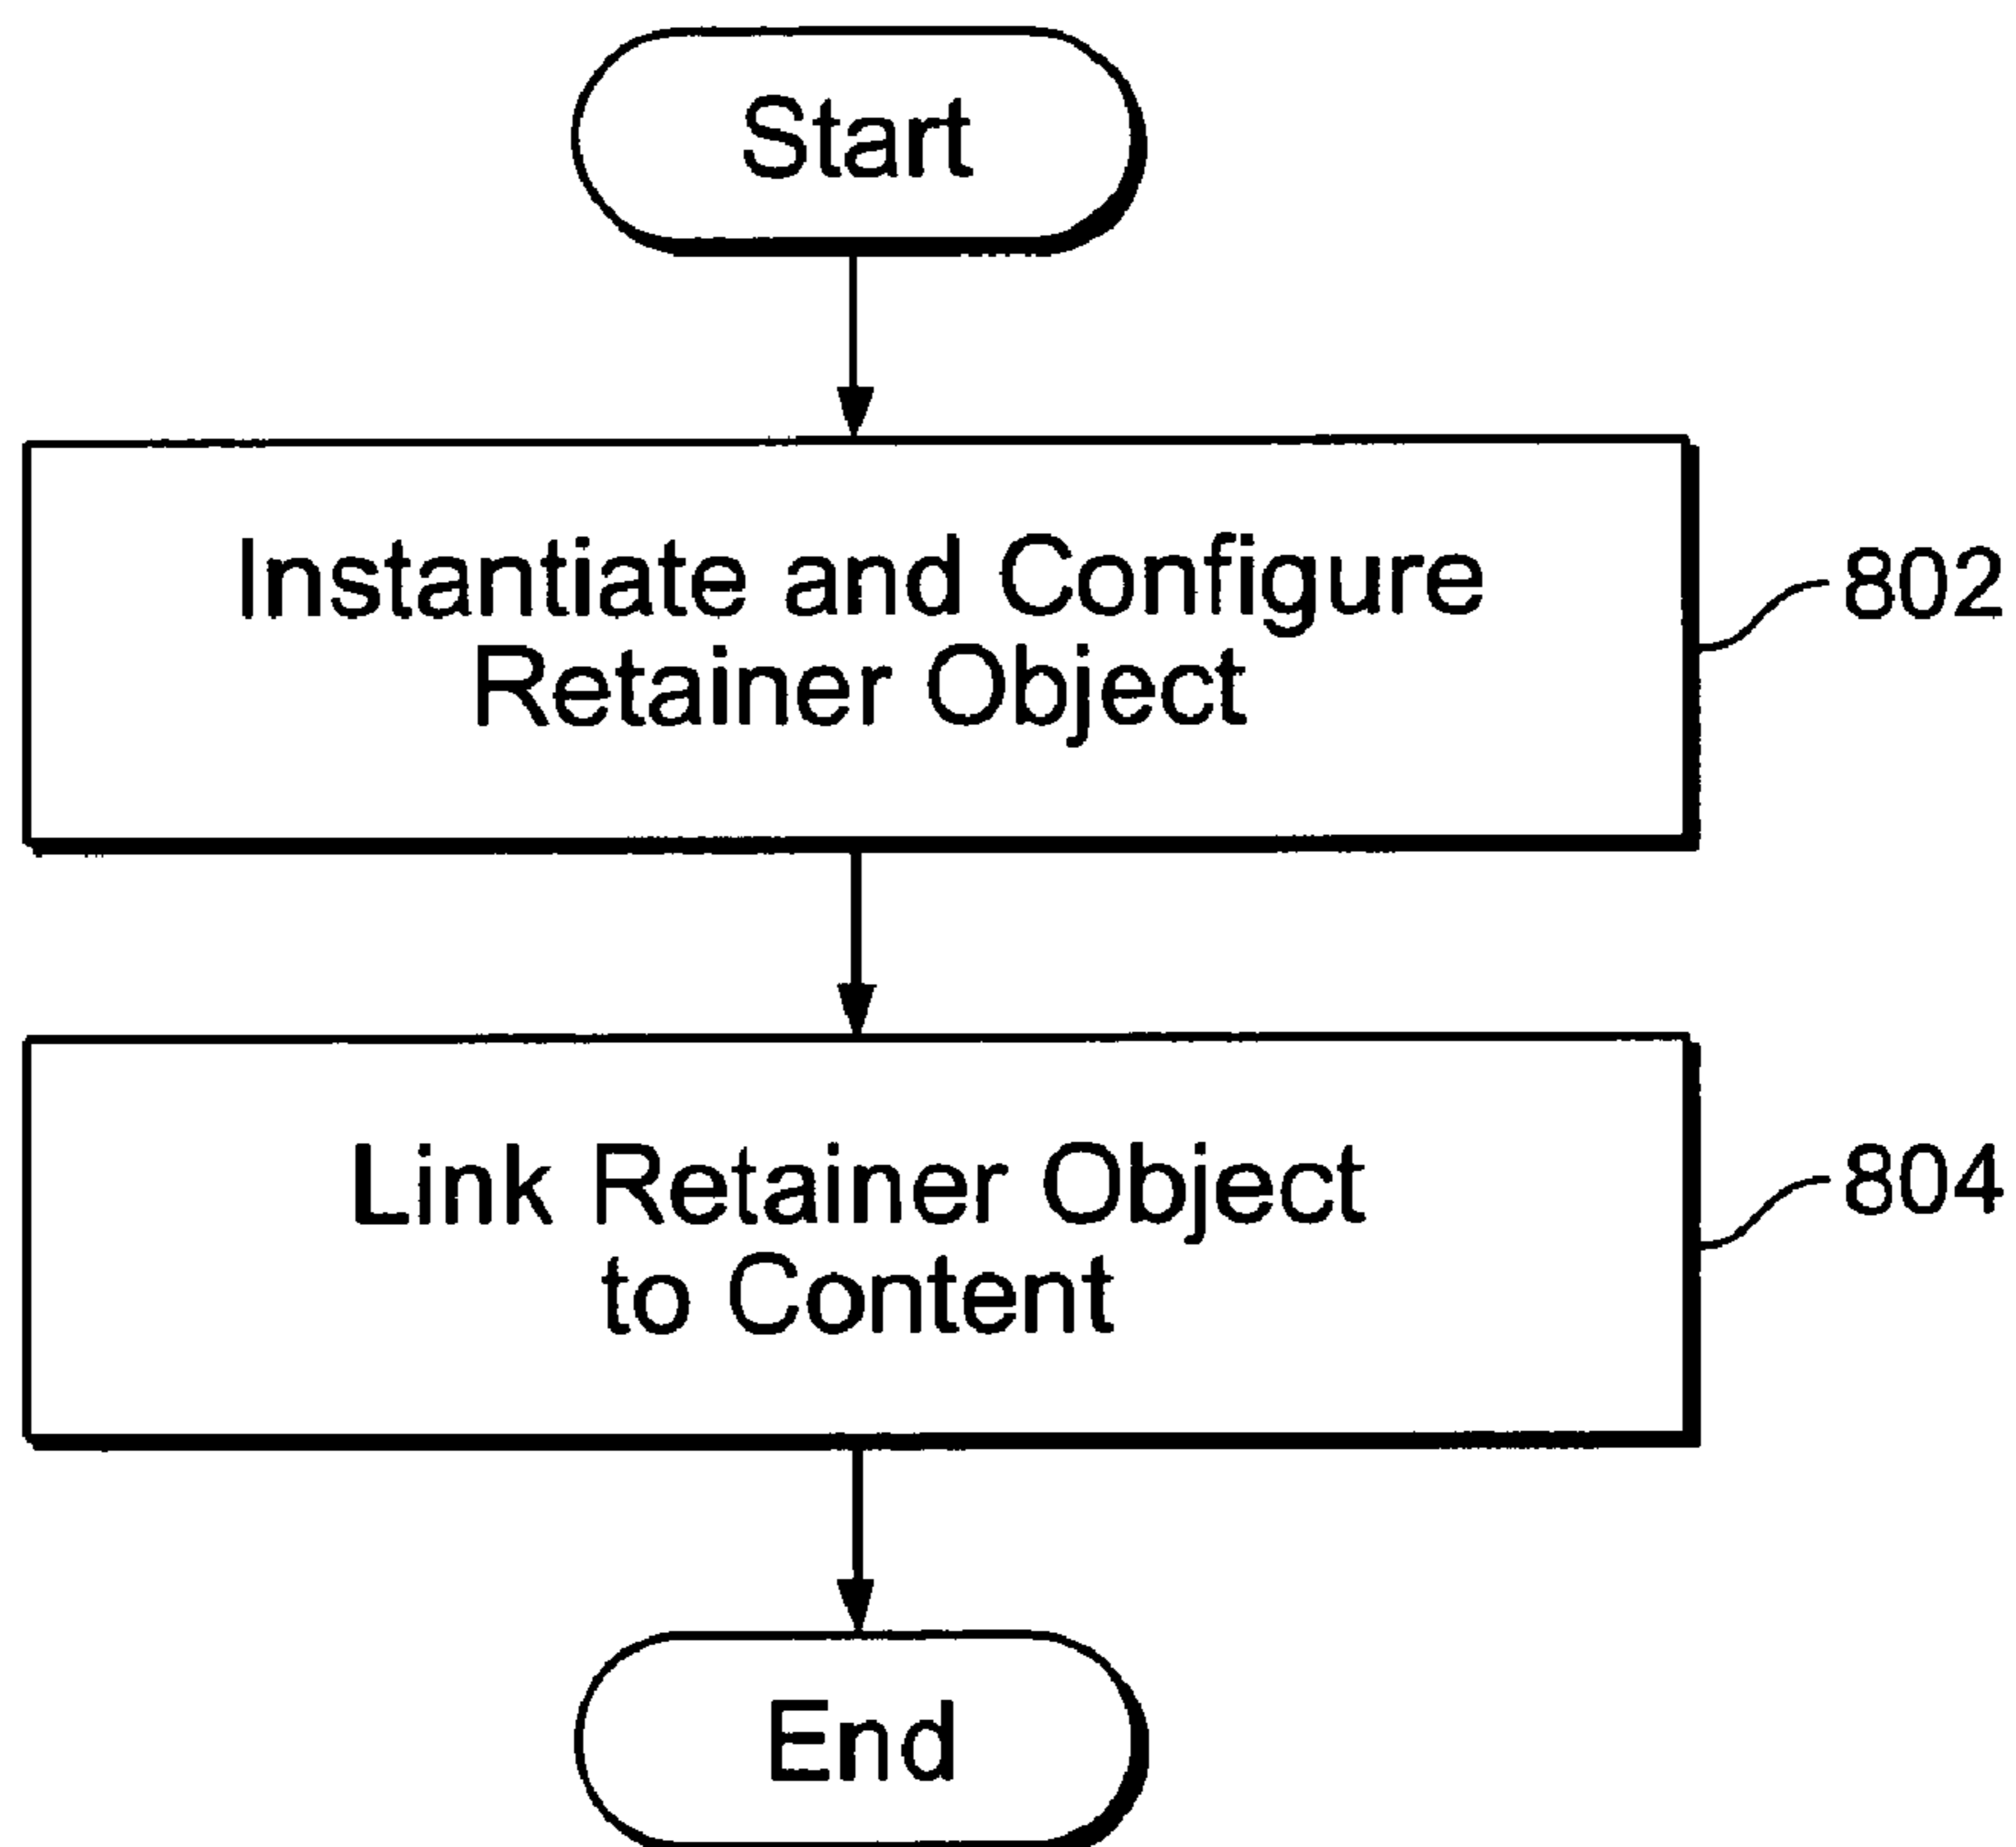 Start
Instantiate and Configure
Retainer Object
802
Link Retainer Object
to Content
804
End